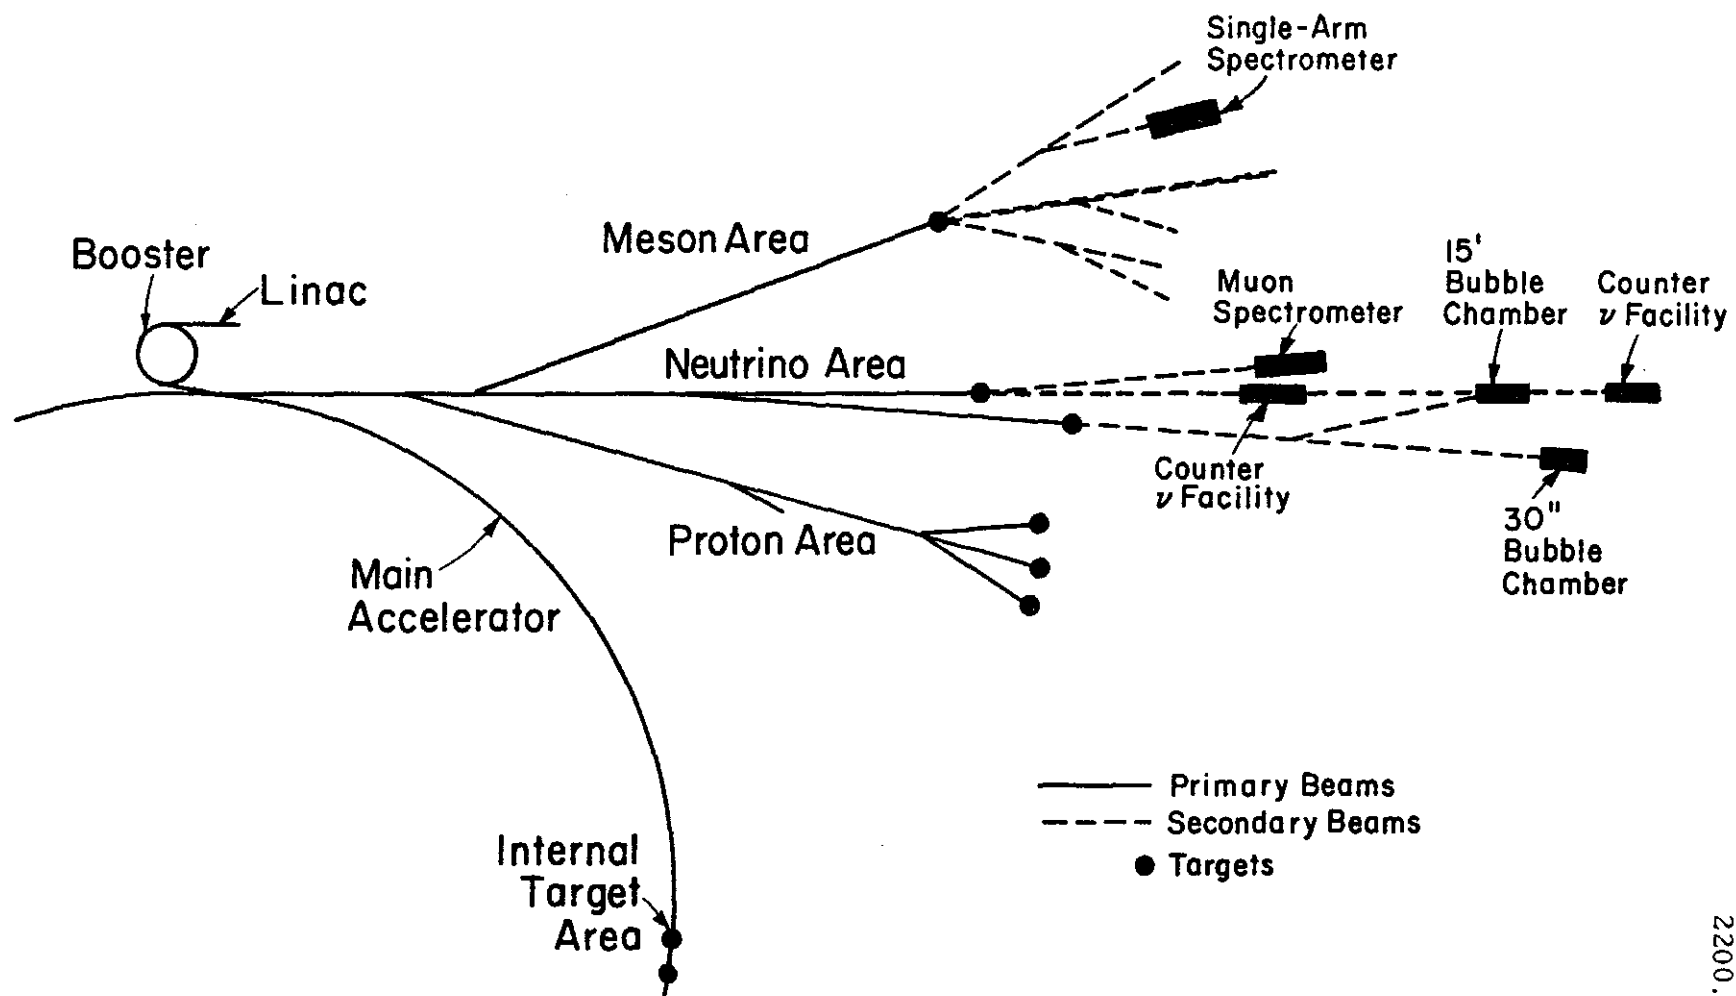 Single-Arm
Spectrometer
Meson Area
Booster
Linac
15'
Bubble
Chamber
Counter
ν Facility
Muon
Spectrometer
Neutrino Area
Counter
ν Facility
30"
Bubble
Chamber
Proton Area
Main
Accelerator
Primary Beams
Secondary Beams
Targets
Internal
Target
Area
2200.